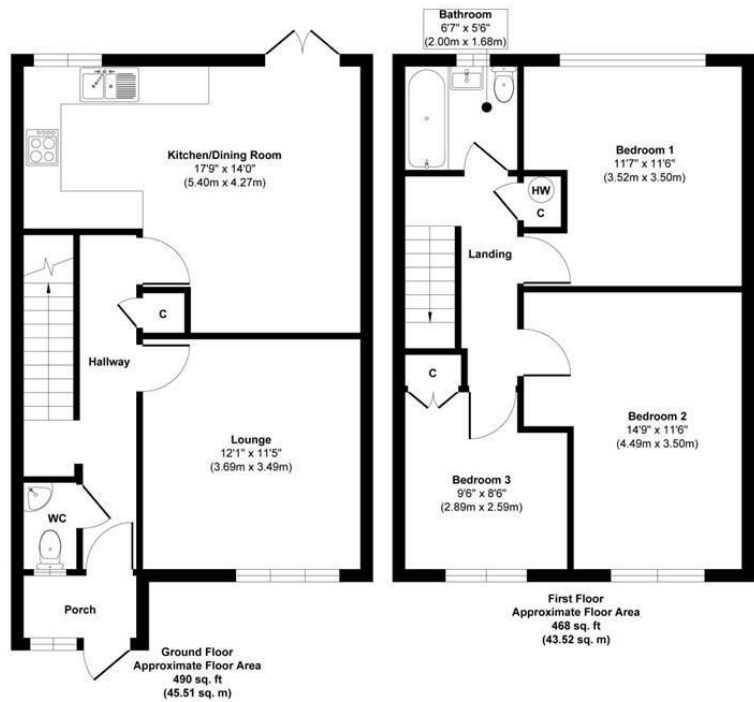 Kitchen/Dining Room
17'9" x 14'0"
(5.40m x 4.27m)
C
Hallway
Lounge
12'1" x 11'5"
(3.69m x 3.49m)
WC
Porch
Ground Floor
Approximate Floor Area
490 sq. ft
(45.51 sq. m)
Bathroom
6'7" x 5'6"
(2.00m x 1.68m)
Bedroom 1
11'7" x 11'6"
(3.52m x 3.50m)
HW
C
Landing
C
Bedroom 2
14'9" x 11'6"
(4.49m x 3.50m)
Bedroom 3
9'6" x 8'6"
(2.89m x 2.59m)
First Floor
Approximate Floor Area
468 sq. ft
(43.52 sq. m)